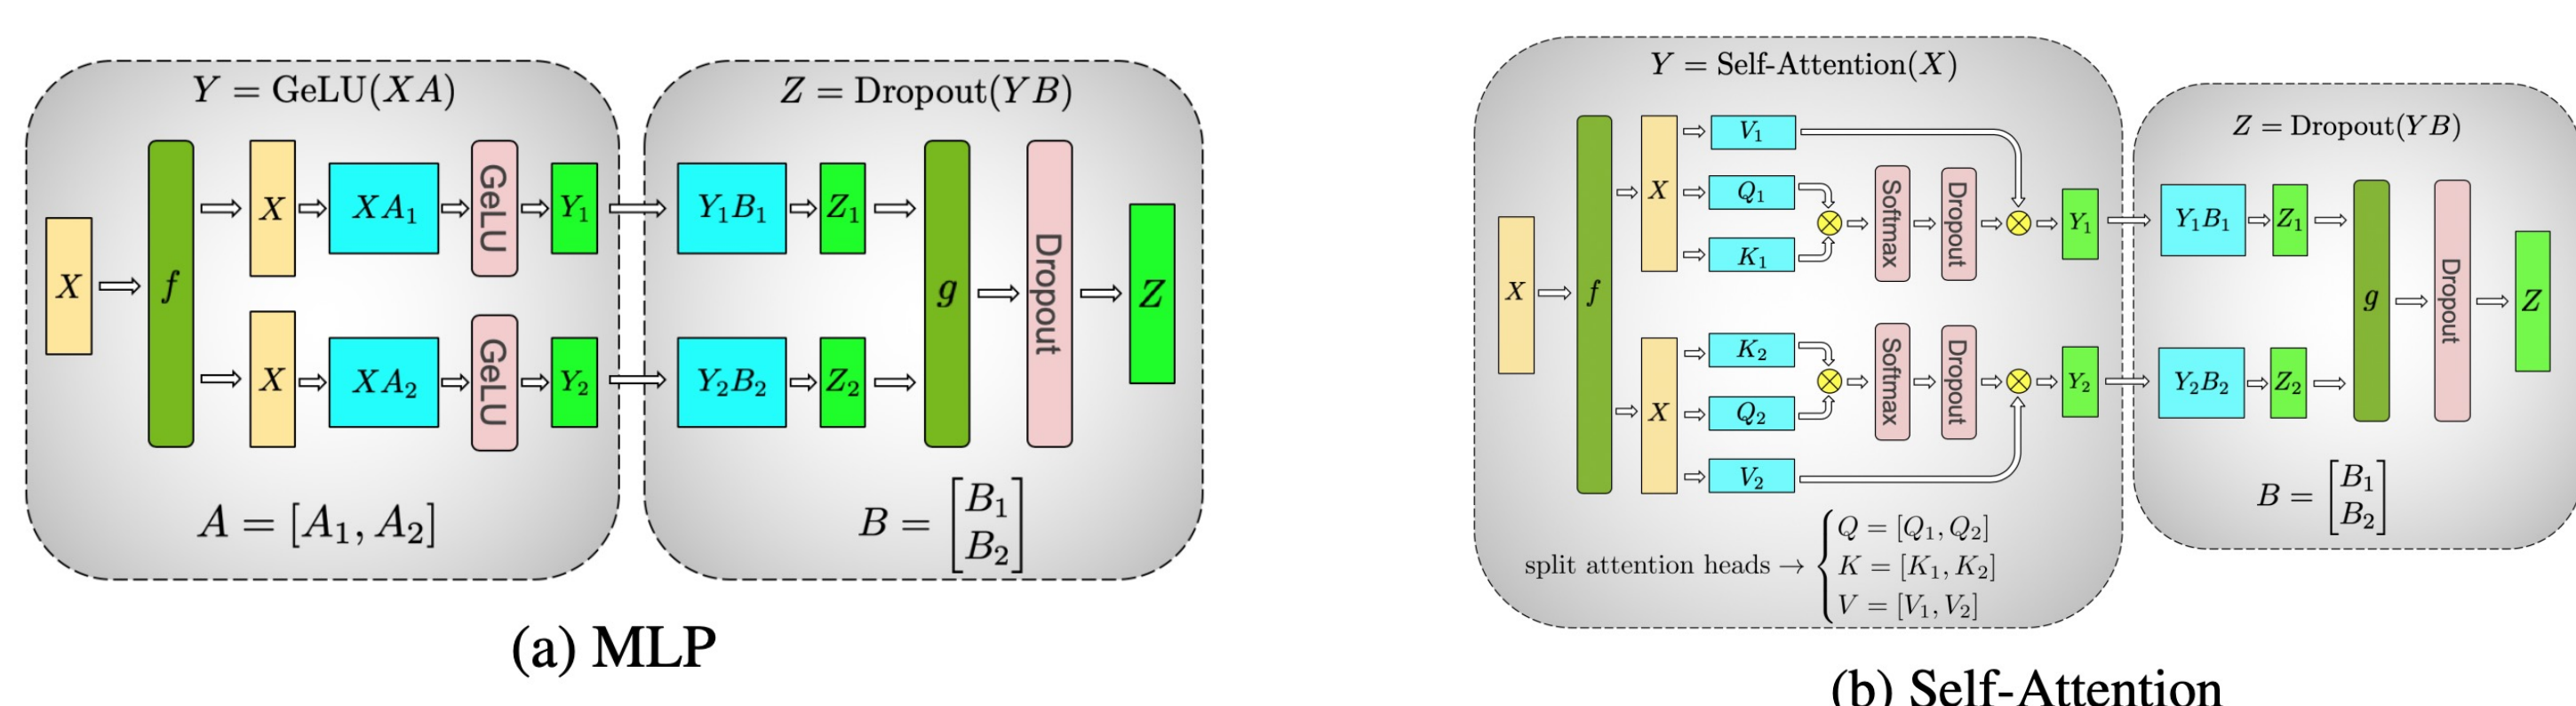 Y = GeLU(XA)
X
f
X
XA₁
GeLU
Y₁
X
XA₂
GeLU
Y₂
A = [A₁, A₂]
Z = Dropout(YB)
Y₁B₁
Z₁
Y₂B₂
Z₂
g
Dropout
Z
B = [B₁
B₂]
(a) MLP
Y = Self-Attention(X)
X
f
X
V₁
Q₁
K₁
Softmax
Dropout
Y₁
X
K₂
Q₂
V₂
Softmax
Dropout
Y₂
split attention heads → { Q = [Q₁, Q₂]
K = [K₁, K₂]
V = [V₁, V₂]
Z = Dropout(YB)
Y₁B₁
Z₁
Y₂B₂
Z₂
g
Dropout
Z
B = [B₁
B₂]
(b) Self-Attention